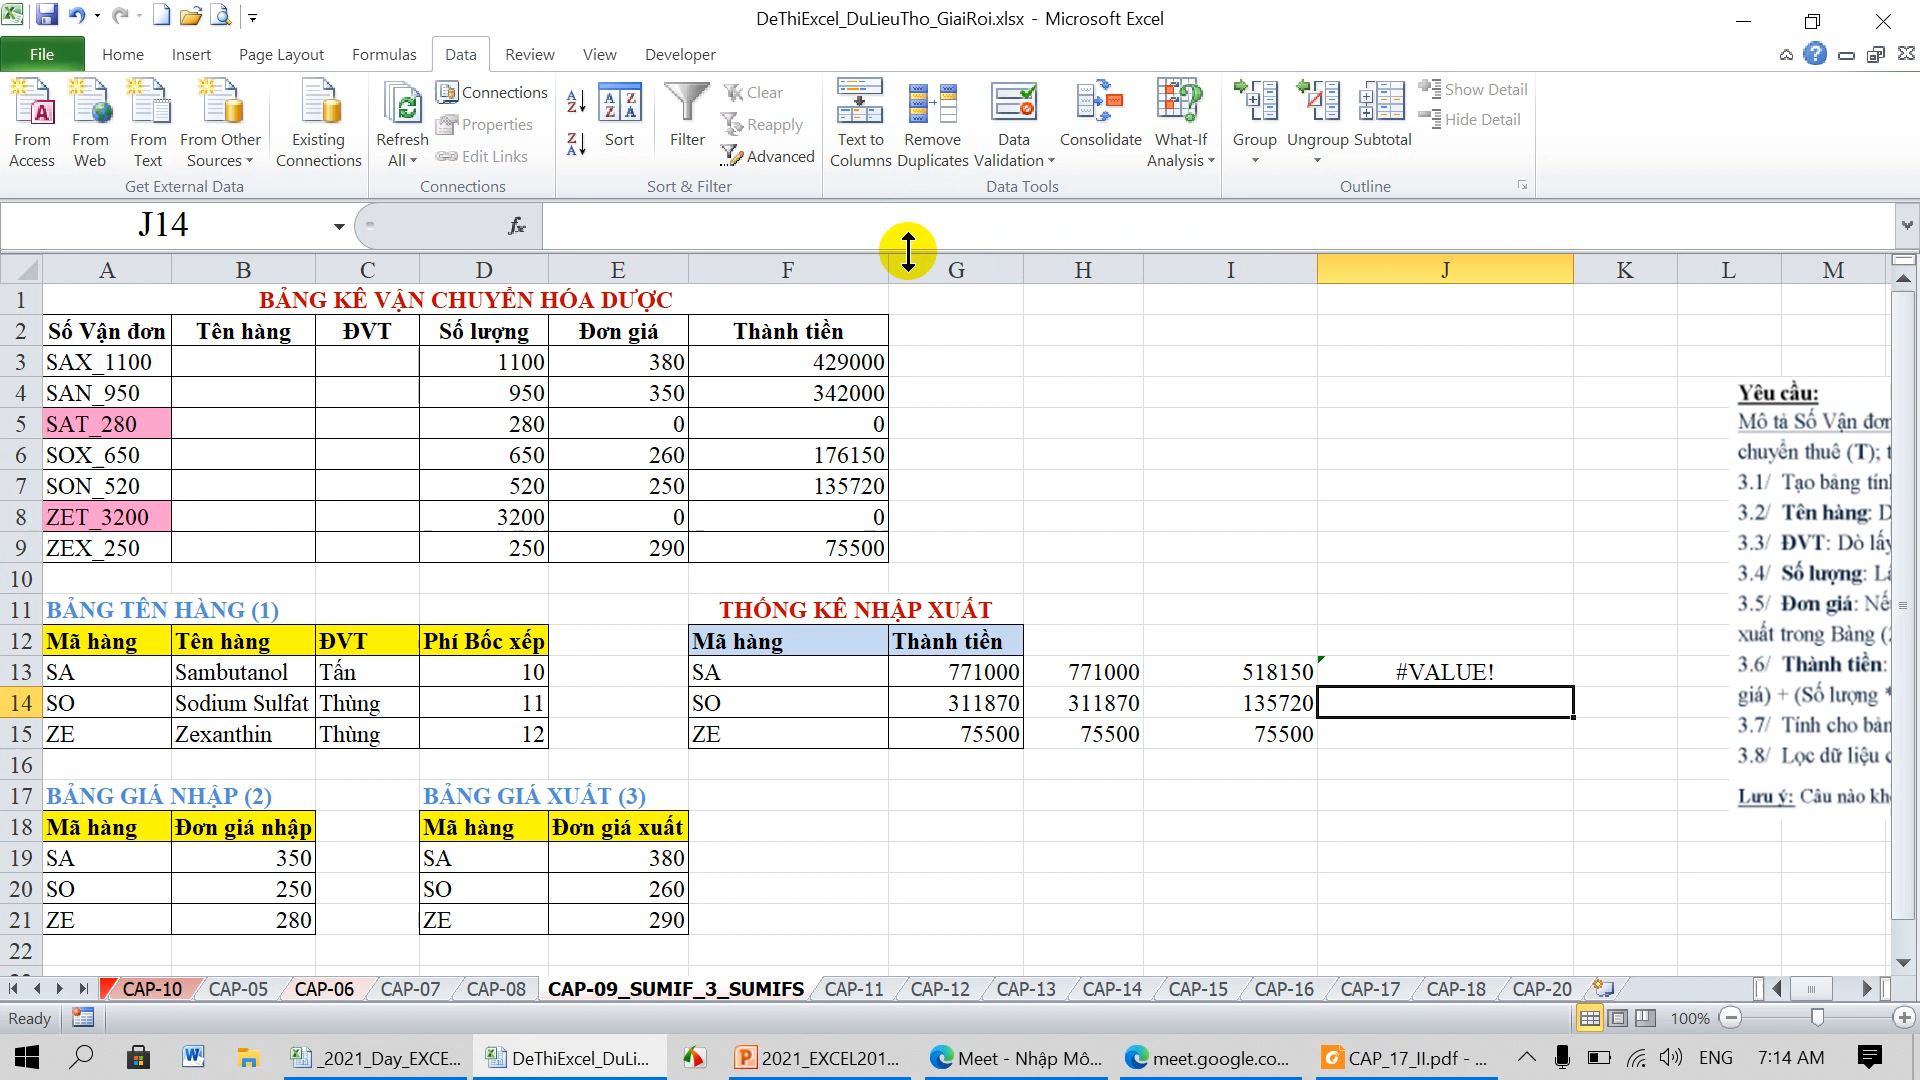 DeThiExcel_DuLieuTho_GiaiRoi.xlsx - Microsoft Excel
File Home Insert Page Layout Formulas Data Review View Developer
From Access
From Web
From Text
From Other Sources
Existing Connections
Get External Data
Refresh All
Connections
Properties
Edit Links
Connections
Sort
Filter
Clear
Reapply
Advanced
Sort & Filter
Text to Columns
Remove Duplicates
Data Validation
Consolidate
What-If Analysis
Data Tools
Group
Ungroup
Subtotal
Show Detail
Hide Detail
Outline
J14
fx
A B C D E F G H I J K L M
1 BẢNG KÊ VẬN CHUYỂN HÓA DƯỢC
2 Số Vận đơn Tên hàng ĐVT Số lượng Đơn giá Thành tiền
3 SAX_1100 1100 380 429000
4 SAN_950 950 350 342000
5 SAT_280 280 0 0
6 SOX_650 650 260 176150
7 SON_520 520 250 135720
8 ZET_3200 3200 0 0
9 ZEX_250 250 290 75500
10
11 BẢNG TÊN HÀNG (1) THỐNG KÊ NHẬP XUẤT
12 Mã hàng Tên hàng ĐVT Phí Bốc xếp Mã hàng Thành tiền
13 SA Sambutanol Tấn 10 SA 771000 771000 518150 #VALUE!
14 SO Sodium Sulfat Thùng 11 SO 311870 311870 135720
15 ZE Zexanthin Thùng 12 ZE 75500 75500 75500
16
17 BẢNG GIÁ NHẬP (2) BẢNG GIÁ XUẤT (3)
18 Mã hàng Đơn giá nhập Mã hàng Đơn giá xuất
19 SA 350 SA 380
20 SO 250 SO 260
21 ZE 280 ZE 290
22
Yêu cầu:
Mô tả Số Vận đơn
chuyển thuê (T);
3.1/ Tạo bảng
3.2/ Tên hàng:
3.3/ ĐVT: Dò lấy
3.4/ Số lượng:
3.5/ Đơn giá: Nế
xuất trong Bảng
3.6/ Thành tiền:
giá) + (Số lượng *
3.7/ Tính cho
3.8/ Lọc dữ liệu
Lưu ý: Câu nào
CAP-10 CAP-05 CAP-06 CAP-07 CAP-08 CAP-09_SUMIF_3_SUMIFS CAP-11 CAP-12 CAP-13 CAP-14 CAP-15 CAP-16 CAP-17 CAP-18 CAP-20
Ready 100%
_2021_Day_EXCE... DeThiExcel_DuLi... 2021_EXCEL201... Meet - Nhập Mô... meet.google.co... CAP_17_II.pdf - ... ENG 7:14 AM